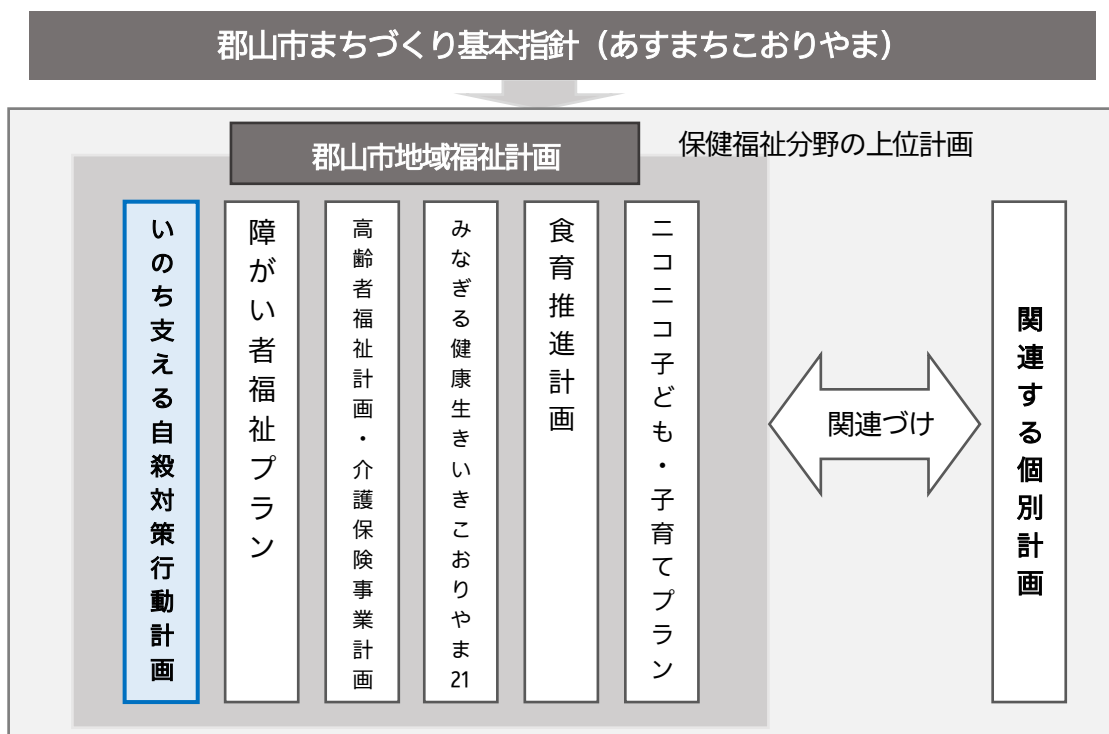 郡山市まちづくり基本指針（あすまちこおりやま）
郡山市地域福祉計画
保健福祉分野の上位計画
いのち支える自殺対策行動計画
障がい者福祉プラン
高齢者福祉計画・介護保険事業計画
みなぎる健康生きいきこおりやま21
食育推進計画
ニコニコ子ども・子育てプラン
関連づけ
関連する個別計画